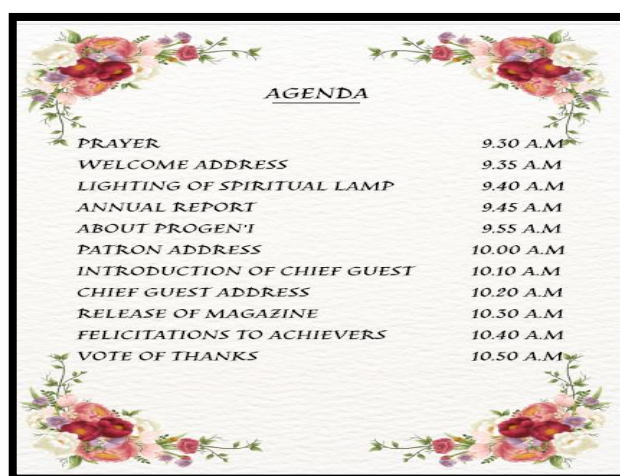 AGENDA
PRAYER 9.30 A.M
WELCOME ADDRESS 9.35 A.M
LIGHTING OF SPIRITUAL LAMP 9.40 A.M
ANNUAL REPORT 9.45 A.M
ABOUT PROGEN'I 9.55 A.M
PATRON ADDRESS 10.00 A.M
INTRODUCTION OF CHIEF GUEST 10.10 A.M
CHIEF GUEST ADDRESS 10.20 A.M
RELEASE OF MAGAZINE 10.30 A.M
FELICITATIONS TO ACHIEVERS 10.40 A.M
VOTE OF THANKS 10.50 A.M